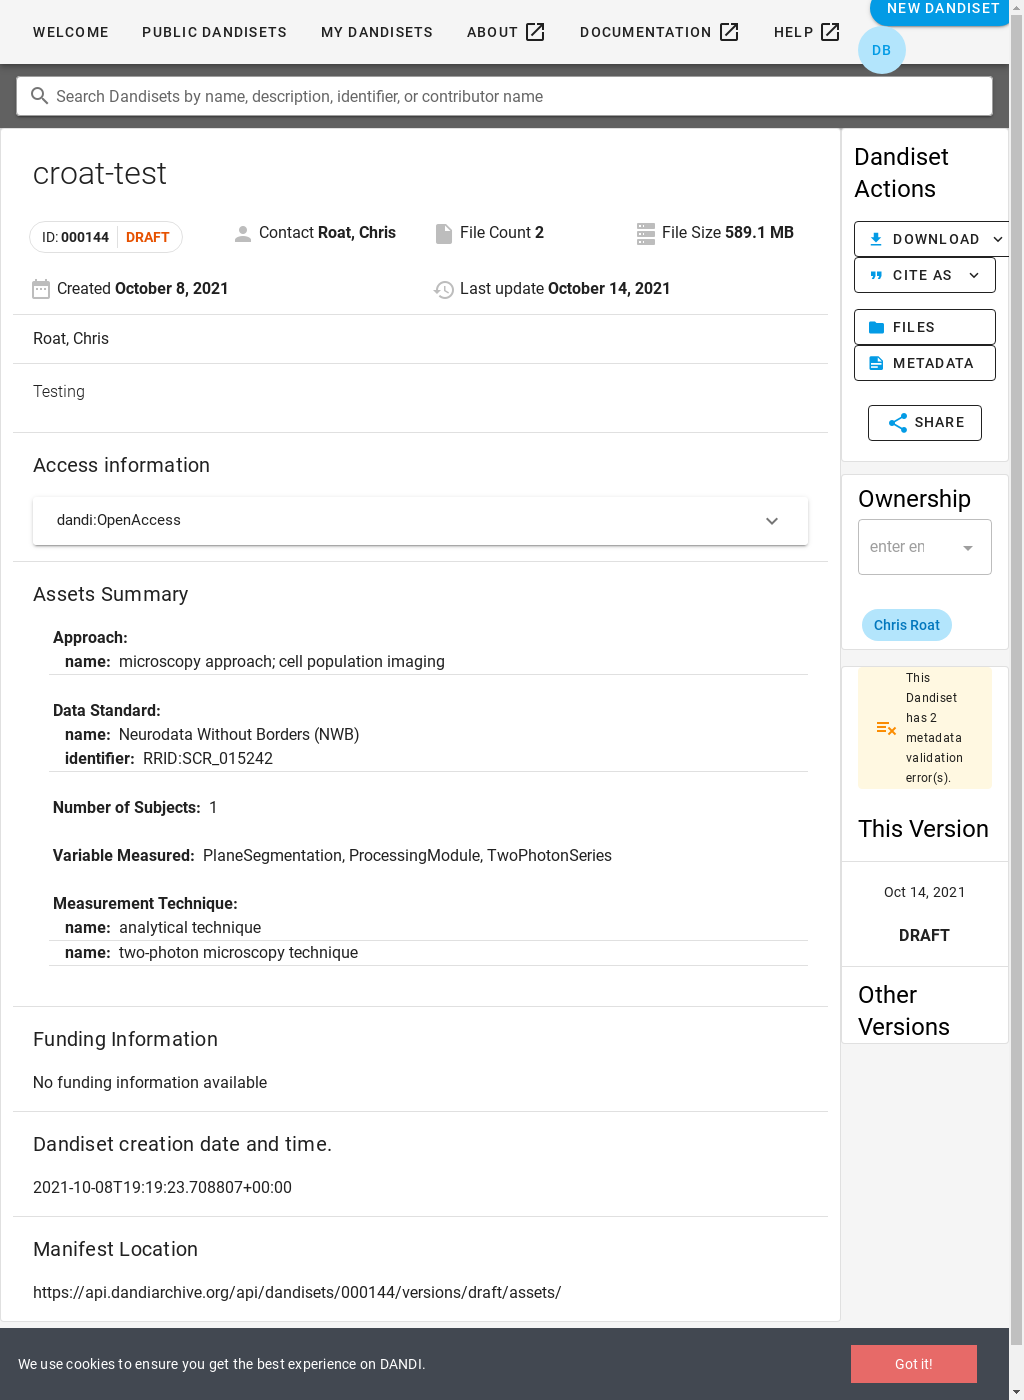 WELCOME PUBLIC DANDISETS MY DANDISETS ABOUT DOCUMENTATION HELP NEW DANDISET
DB
Search Dandisets by name, description, identifier, or contributor name
croat-test
ID: 000144 DRAFT Contact Roat, Chris File Count 2 File Size 589.1 MB
Created October 8, 2021 Last update October 14, 2021
Roat, Chris
Testing
Access information
dandi:OpenAccess
Assets Summary
Approach:
name: microscopy approach; cell population imaging
Data Standard:
name: Neurodata Without Borders (NWB)
identifier: RRID:SCR_015242
Number of Subjects: 1
Variable Measured: PlaneSegmentation, ProcessingModule, TwoPhotonSeries
Measurement Technique:
name: analytical technique
name: two-photon microscopy technique
Funding Information
No funding information available
Dandiset creation date and time.
2021-10-08T19:19:23.708807+00:00
Manifest Location
https://api.dandiarchive.org/api/dandisets/000144/versions/draft/assets/
Dandiset
Actions
DOWNLOAD
CITE AS
FILES
METADATA
SHARE
Ownership
enter en
Chris Roat
This
Dandiset
has 2
metadata
validation
error(s).
This Version
Oct 14, 2021
DRAFT
Other
Versions
We use cookies to ensure you get the best experience on DANDI.
Got it!